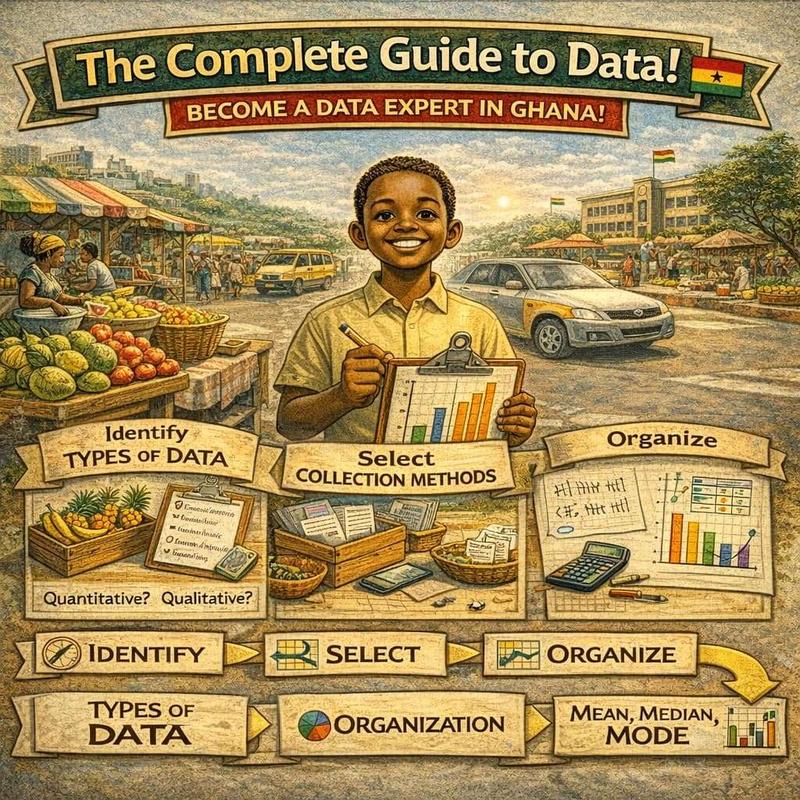 The Complete Guide to Data!
BECOME A DATA EXPERT IN GHANA!
Identify
TYPES OF DATA
Select
COLLECTION METHODS
Organize
Quantitative? Qualitative?
IDENTIFY
SELECT
ORGANIZE
TYPES OF
DATA
ORGANIZATION
MEAN, MEDIAN,
MODE